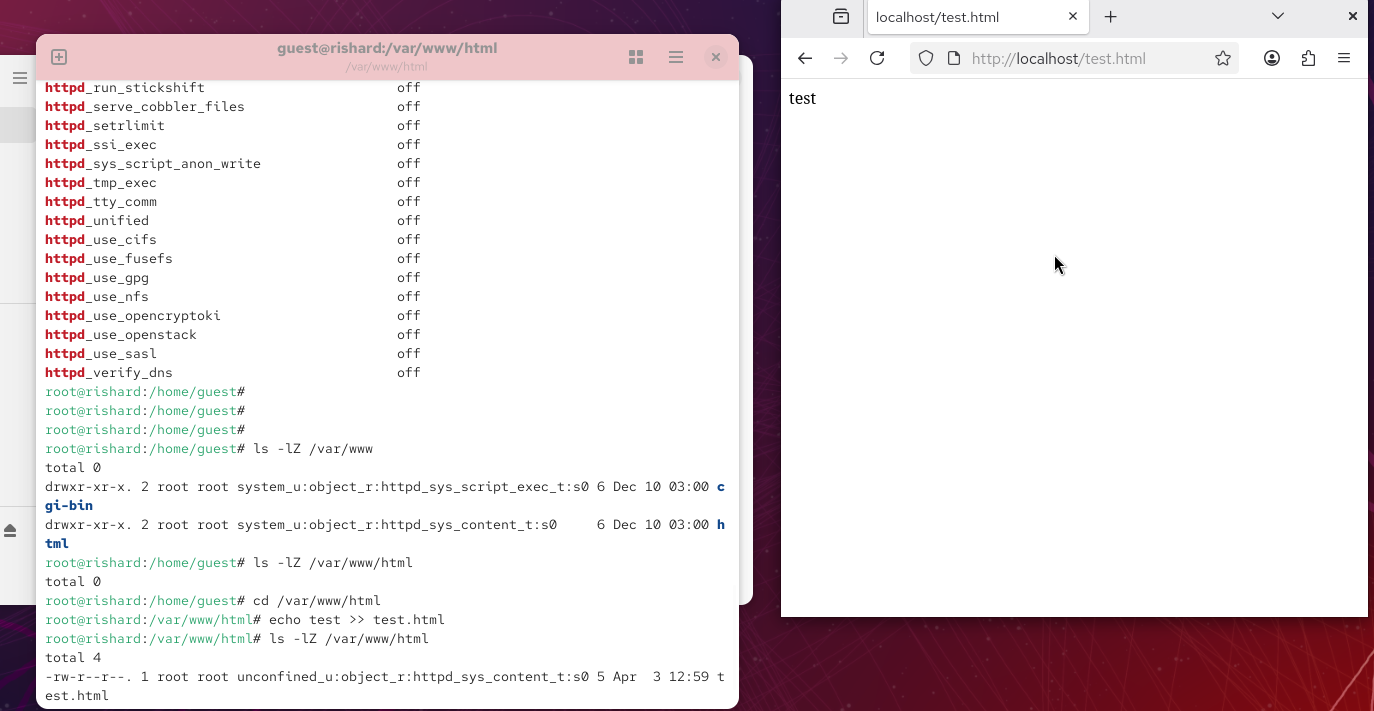 guest@rishard:/var/www/html
/var/www/html
httpd_run_stickshift off
httpd_serve_cobbler_files off
httpd_setrlimit off
httpd_ssi_exec off
httpd_sys_script_anon_write off
httpd_tmp_exec off
httpd_tty_comm off
httpd_unified off
httpd_use_cifs off
httpd_use_fusefs off
httpd_use_gpg off
httpd_use_nfs off
httpd_use_opencryptoki off
httpd_use_openstack off
httpd_use_sasl off
httpd_verify_dns off
root@rishard:/home/guest#
root@rishard:/home/guest#
root@rishard:/home/guest#
root@rishard:/home/guest# ls -lZ /var/www
total 0
drwxr-xr-x. 2 root root system_u:object_r:httpd_sys_script_exec_t:s0 6 Dec 10 03:00 c
gi-bin
drwxr-xr-x. 2 root root system_u:object_r:httpd_sys_content_t:s0     6 Dec 10 03:00 h
tml
root@rishard:/home/guest# ls -lZ /var/www/html
total 0
root@rishard:/home/guest# cd /var/www/html
root@rishard:/var/www/html# echo test >> test.html
root@rishard:/var/www/html# ls -lZ /var/www/html
total 4
-rw-r--r--. 1 root root unconfined_u:object_r:httpd_sys_content_t:s0 5 Apr  3 12:59 t
est.html
localhost/test.html
http://localhost/test.html
test